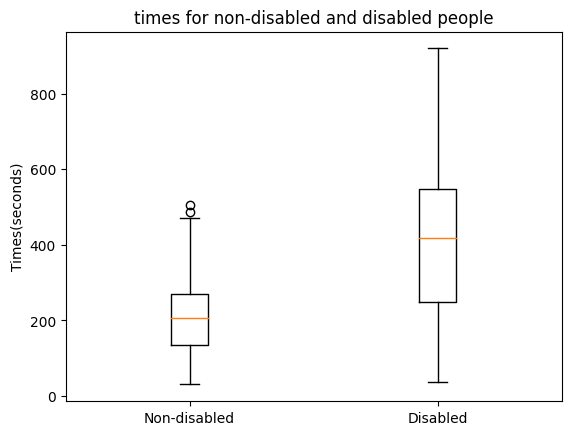 times for non-disabled and disabled people
Times(seconds)
800
600
400
200
0
Non-disabled
Disabled